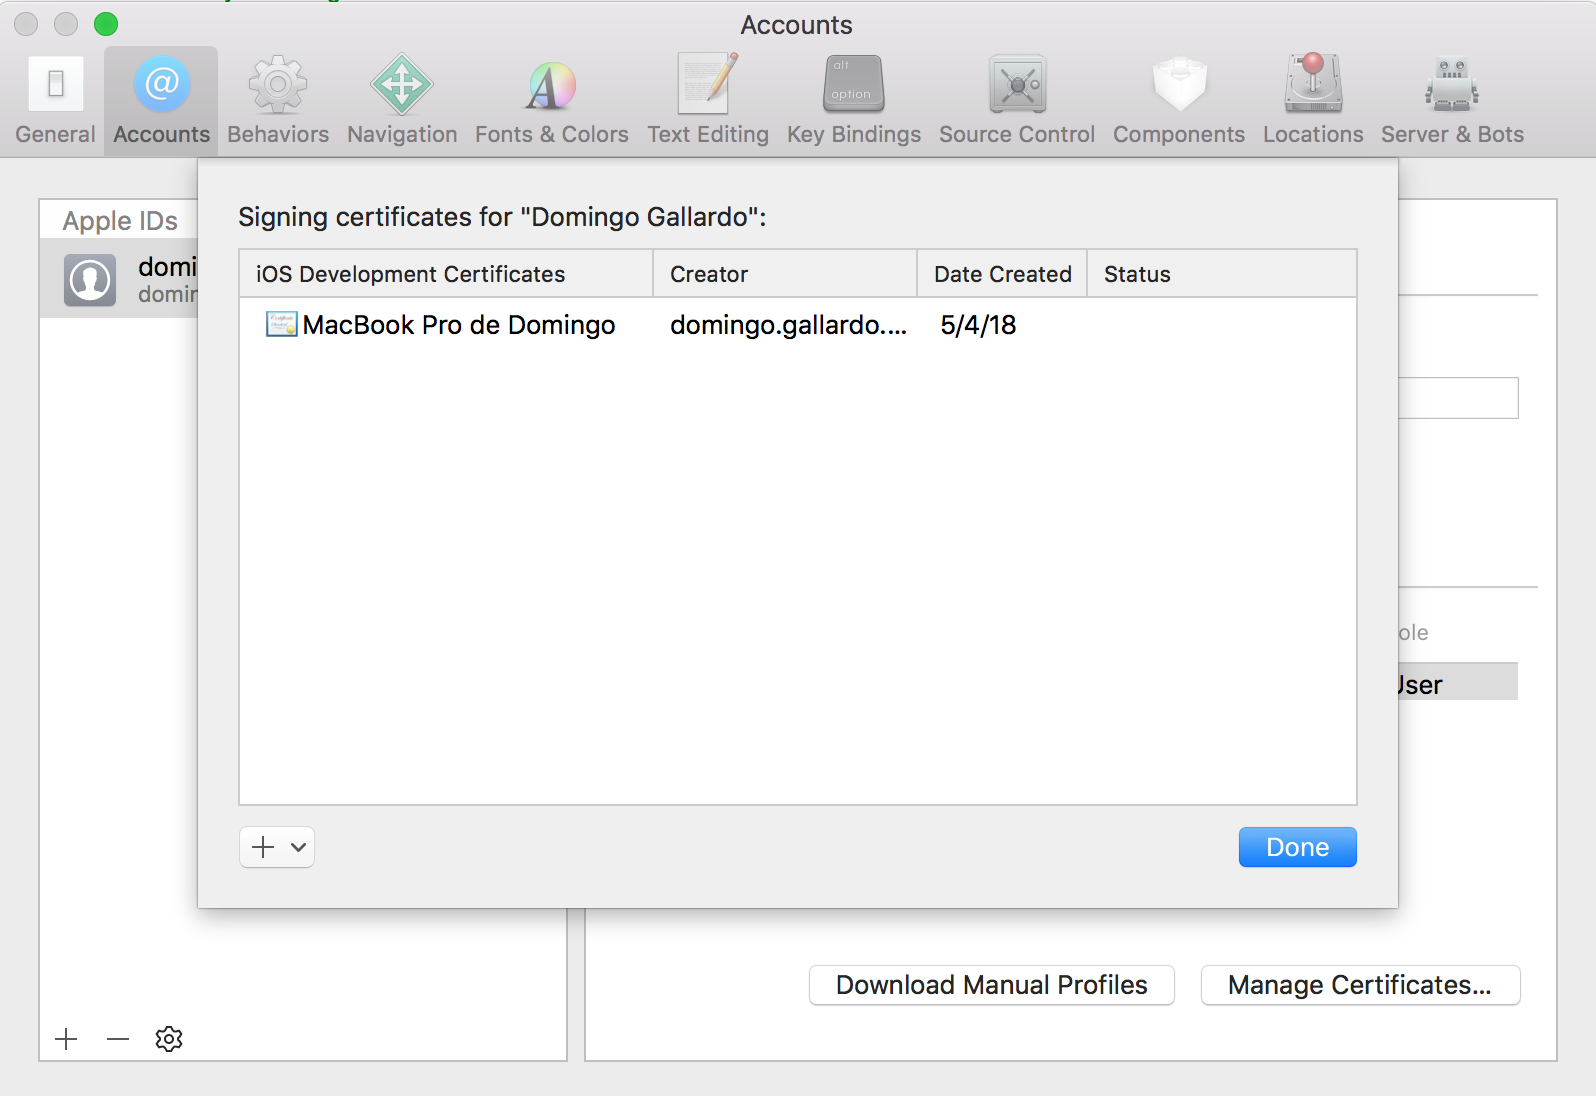 Accounts
General Accounts Behaviors Navigation Fonts & Colors Text Editing alt option Key Bindings Source Control Components Locations Server & Bots
Apple IDs
domi
domin
Signing certificates for "Domingo Gallardo":
iOS Development Certificates Creator Date Created Status
MacBook Pro de Domingo domingo.gallardo.... 5/4/18
ole
User
Done
Download Manual Profiles Manage Certificates...